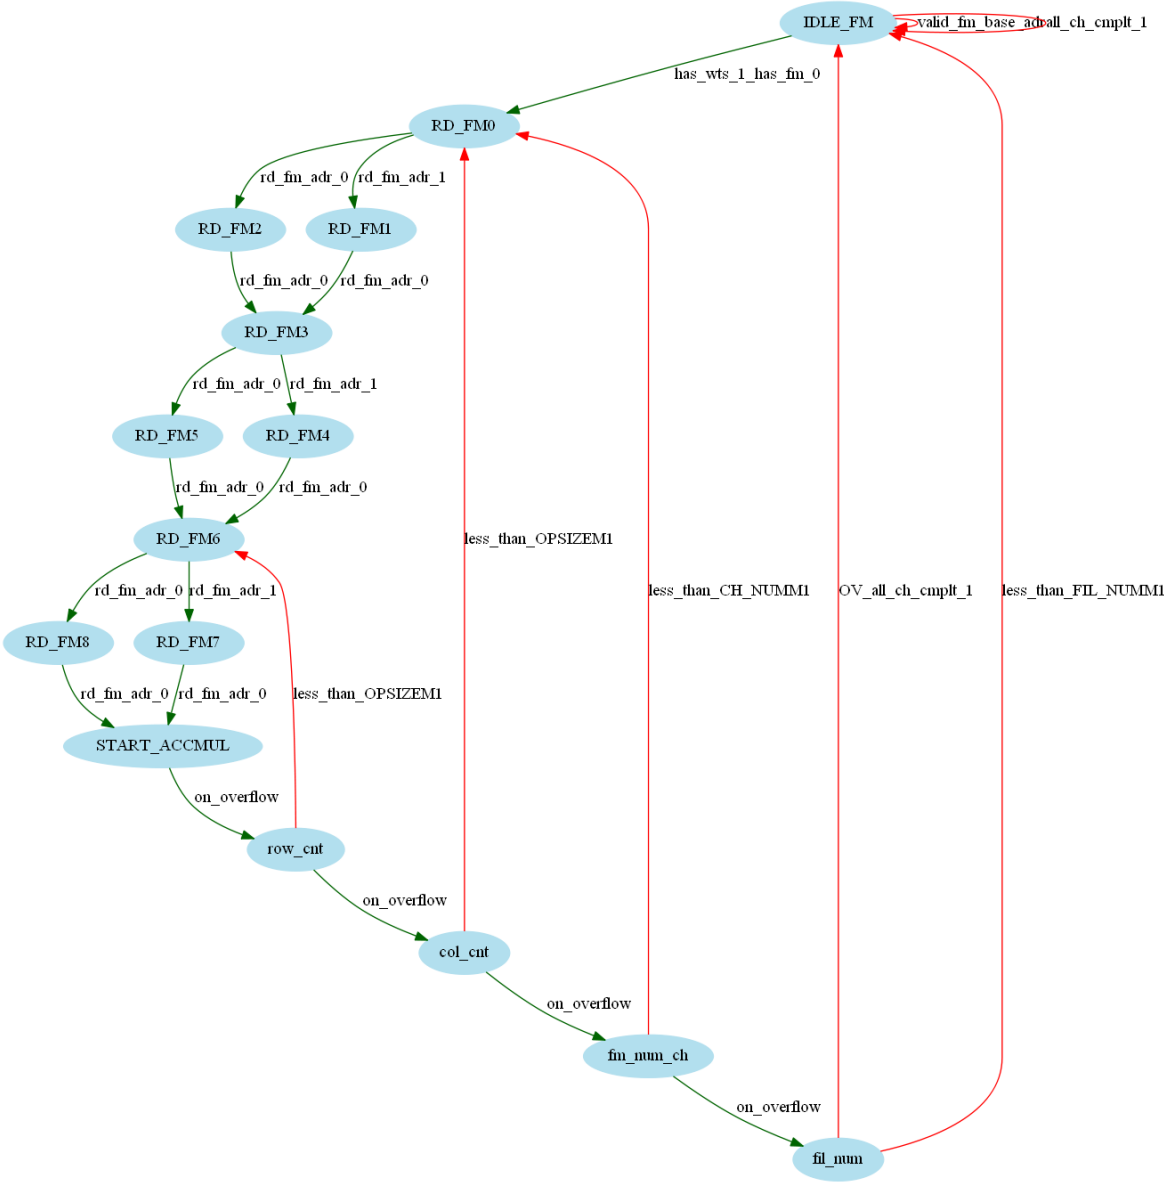 IDLE_FM
valid_fm_base_adr
all_ch_cmplt_1
has_wts_1_has_fm_0
RD_FM0
rd_fm_adr_0
rd_fm_adr_1
RD_FM2
RD_FM1
rd_fm_adr_0
rd_fm_adr_0
RD_FM3
rd_fm_adr_0
rd_fm_adr_1
RD_FM5
RD_FM4
rd_fm_adr_0
rd_fm_adr_0
RD_FM6
less_than_OPSIZEM1
rd_fm_adr_0
rd_fm_adr_1
less_than_CH_NUMM1
OV_all_ch_cmplt_1
less_than_FIL_NUMM1
RD_FM8
RD_FM7
rd_fm_adr_0
rd_fm_adr_0
less_than_OPSIZEM1
START_ACCMUL
on_overflow
row_cnt
on_overflow
col_cnt
on_overflow
fm_num_ch
on_overflow
fil_num